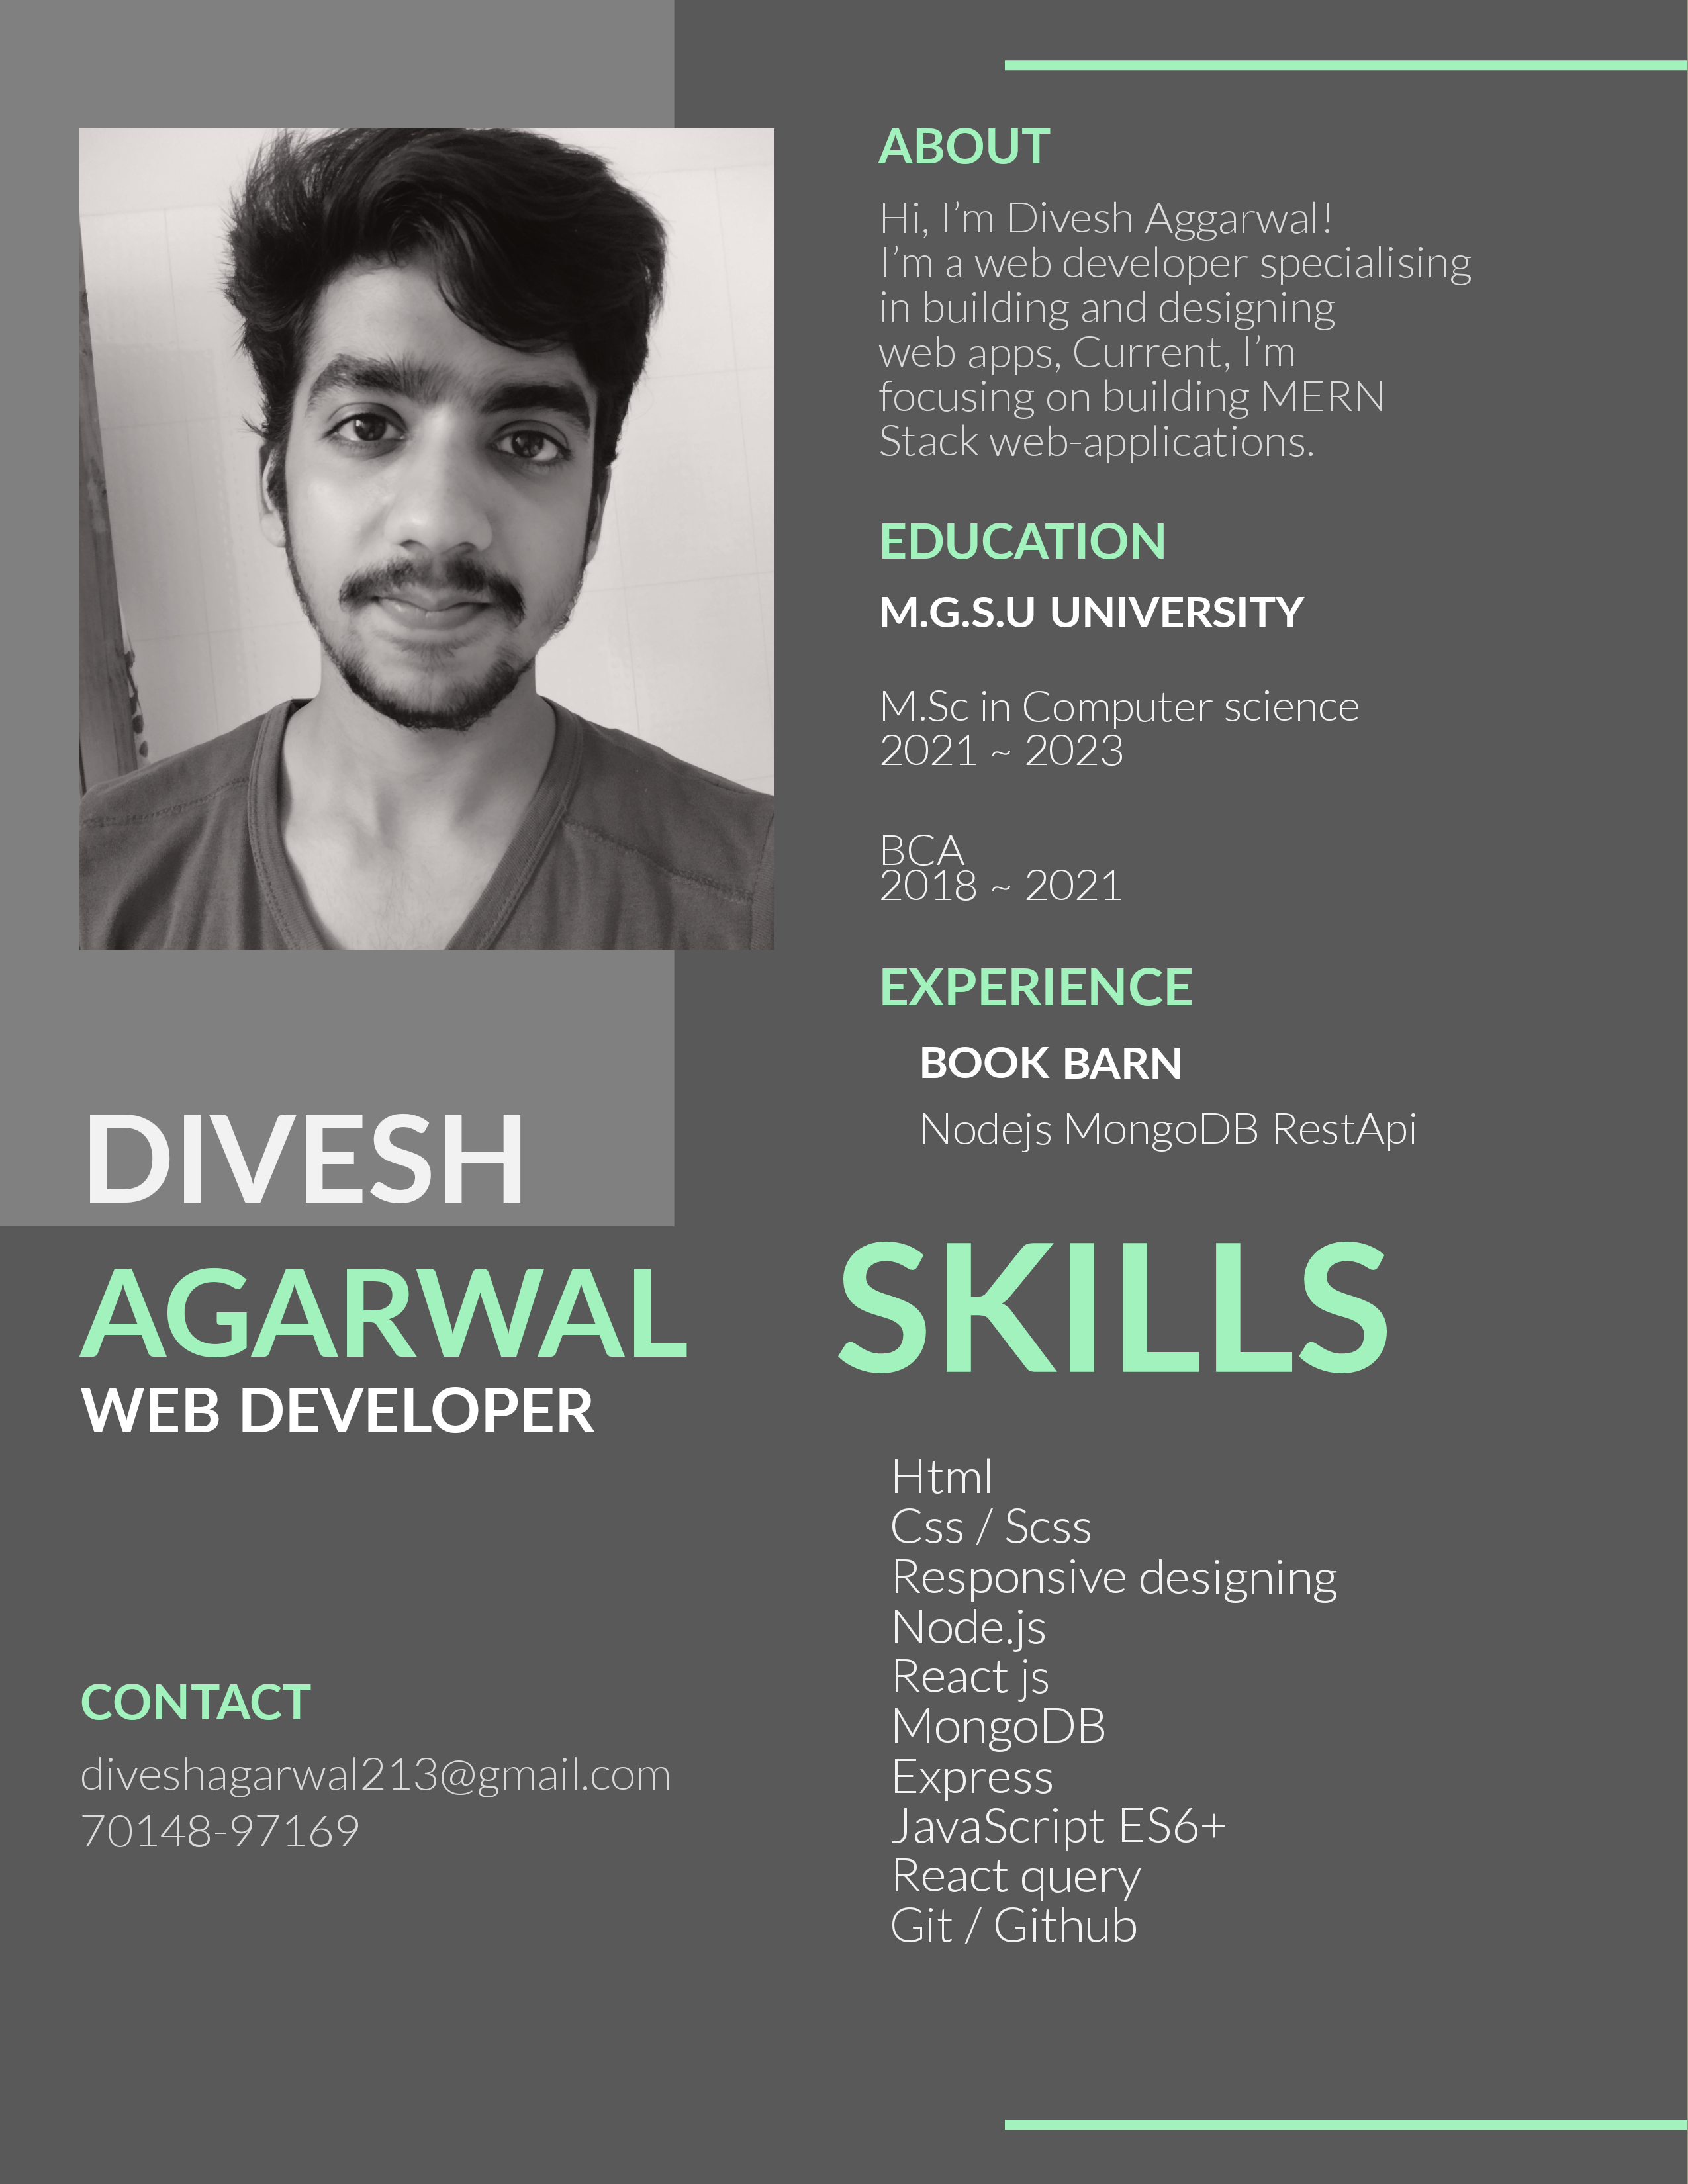 ABOUT
Hi, I'm Divesh Aggarwal!
I'm a web developer specialising
in building and designing
web apps, Current, I'm
focusing on building MERN
Stack web-applications.
EDUCATION
M.G.S.U UNIVERSITY
M.Sc in Computer science
2021 ~ 2023
BCA
2018 ~ 2021
EXPERIENCE
BOOK BARN
Nodejs MongoDB RestApi
DIVESH
AGARWAL
WEB DEVELOPER
CONTACT
diveshagarwal213@gmail.com
70148-97169
SKILLS
Html
Css / Scss
Responsive designing
Node.js
React js
MongoDB
Express
JavaScript ES6+
React query
Git / Github